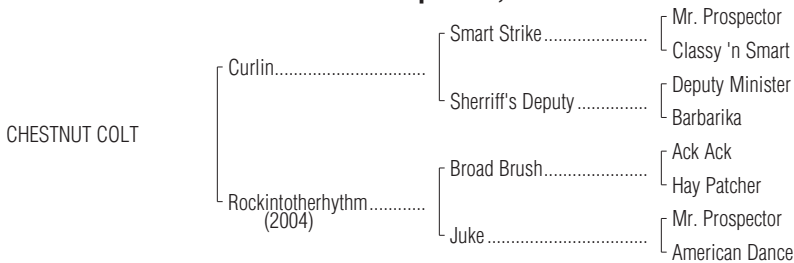 Mr. Prospector
Smart Strike......................
Classy 'n Smart
Curlin................................
Deputy Minister
Sherriff's Deputy ...............
Barbarika
CHESTNUT COLT
Ack Ack
Broad Brush......................
Hay Patcher
Rockintotherhythm............
(2004)
Mr. Prospector
Juke ..................................
American Dance